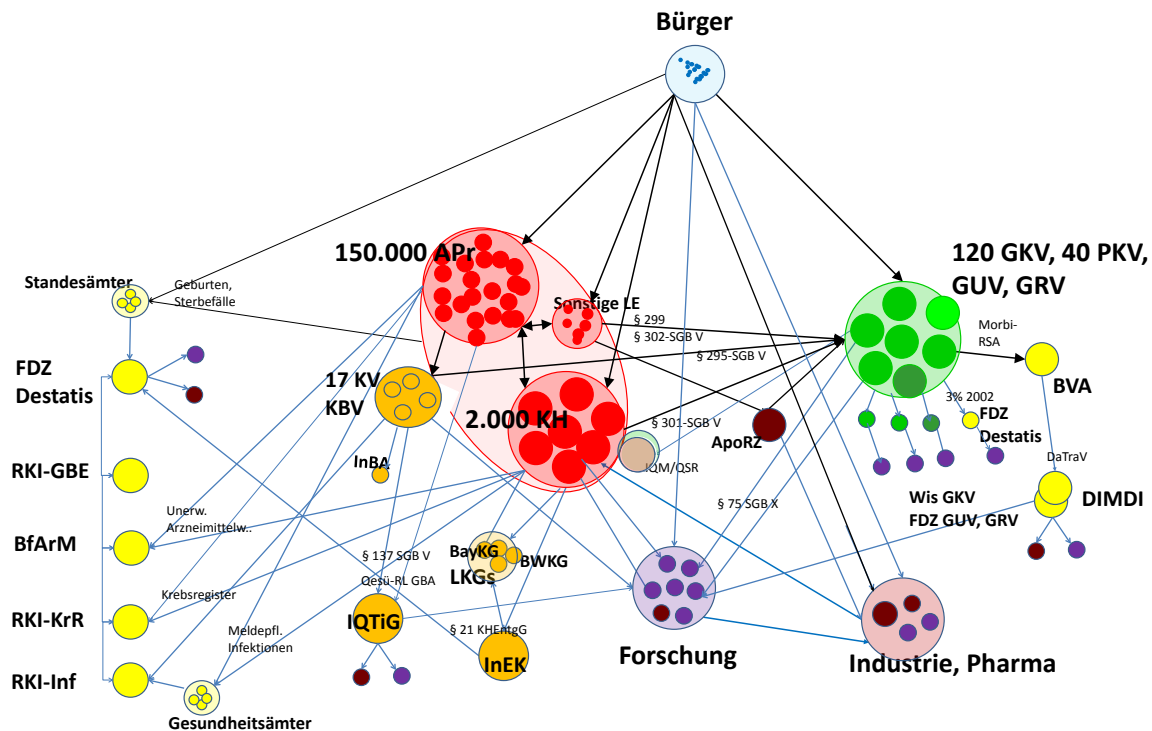 Bürger
150.000 APr
120 GKV, 40 PKV,
GUV, GRV
Standesämter
Geburten,
Sterbefälle
Sonstige LE
§ 299
§ 302-SGB V
§ 295-SGB V
Morbi-
RSA
FDZ
Destatis
17 KV
KBV
BVA
2.000 KH
3% 2002
FDZ
Destatis
§ 301-SGB V
ApoRZ
InBA
IQM/QSR
DaTraV
RKI-GBE
Wis GKV
FDZ GUV, GRV
DIMDI
§ 75 SGB X
Unerw.
Arzneimittelw..
BfArM
§ 137 SGB V
BayKG
BWKG
LKGs
Qesü-RL GBA
Krebsregister
RKI-KrR
IQTiG
§ 21 KHEntgG
Meldepfl.
Infektionen
Forschung
InEK
Industrie, Pharma
RKI-Inf
Gesundheitsämter